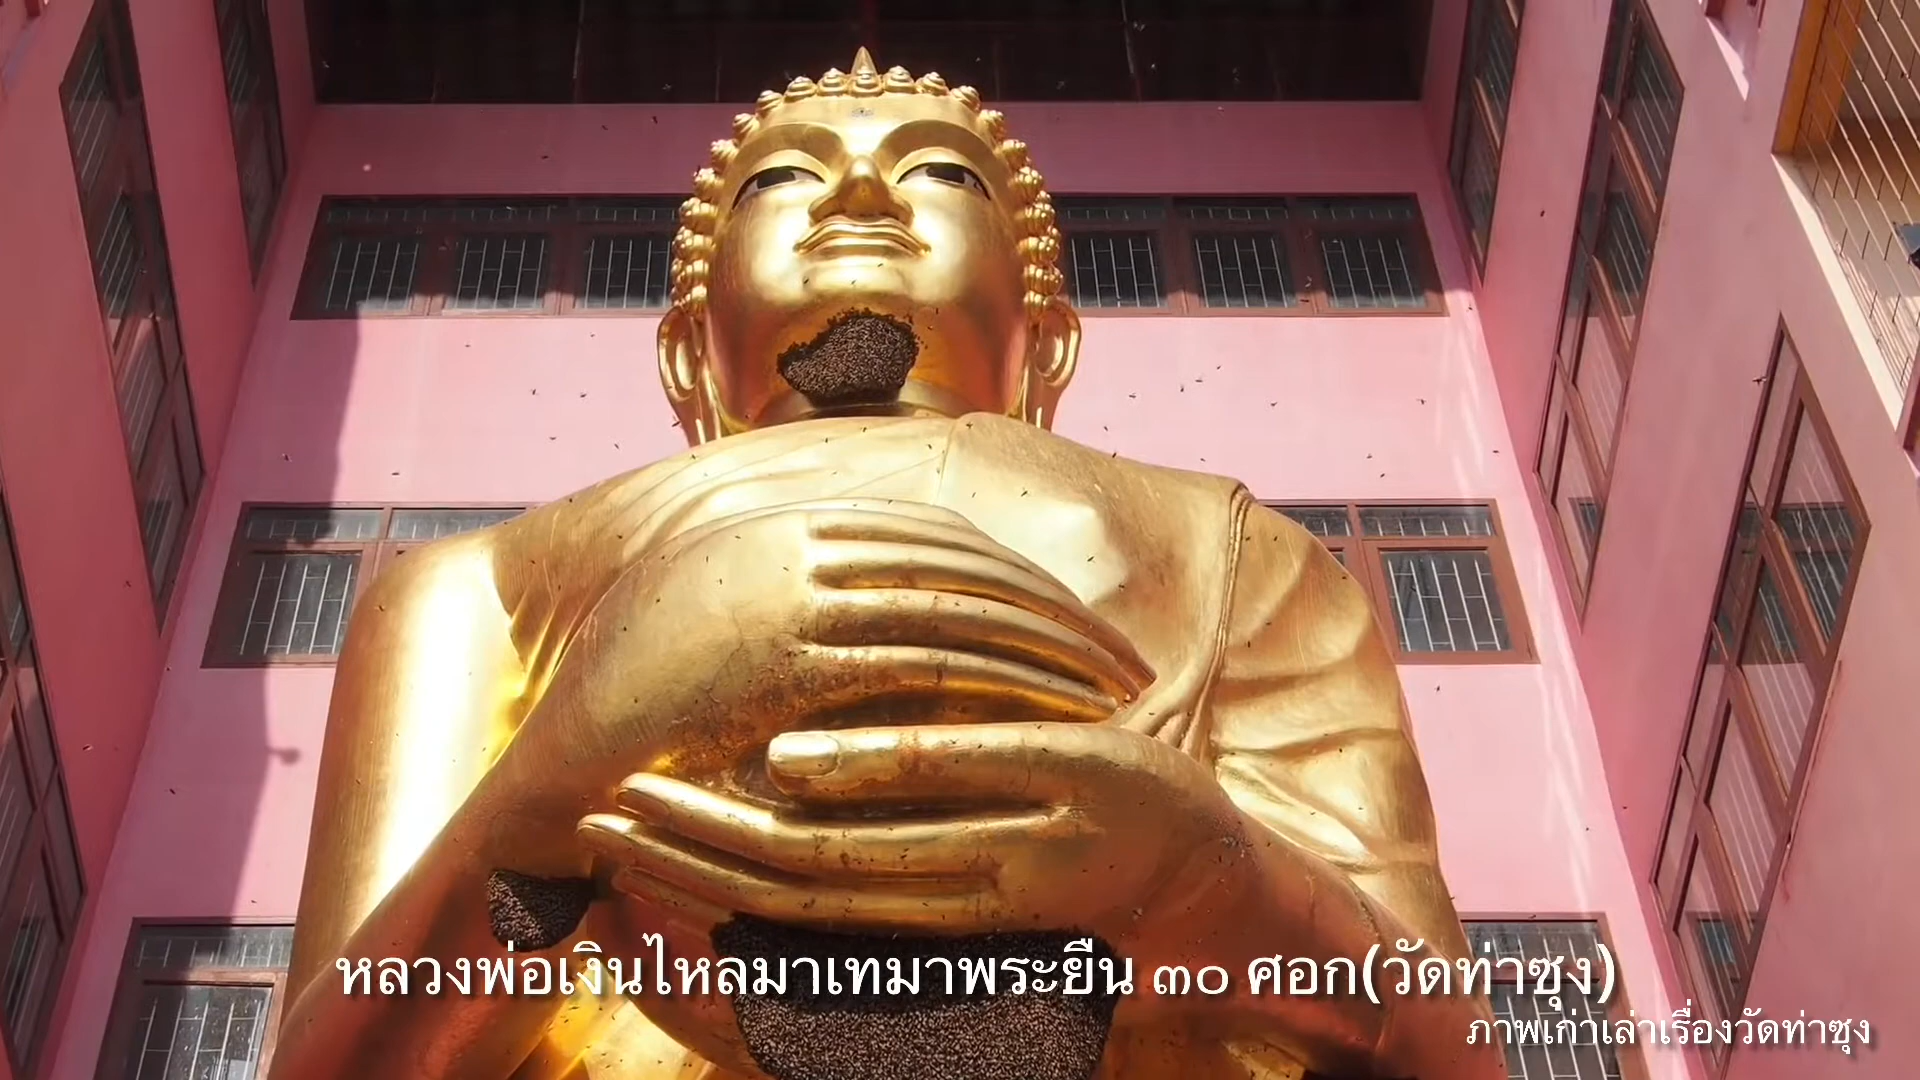 หลวงพ่อเงินไหลมาเทมาพระยืน ๓๐ ศอก(วัดท่าซุง)
ภาพเก่าเล่าเรื่องวัดท่าซุง